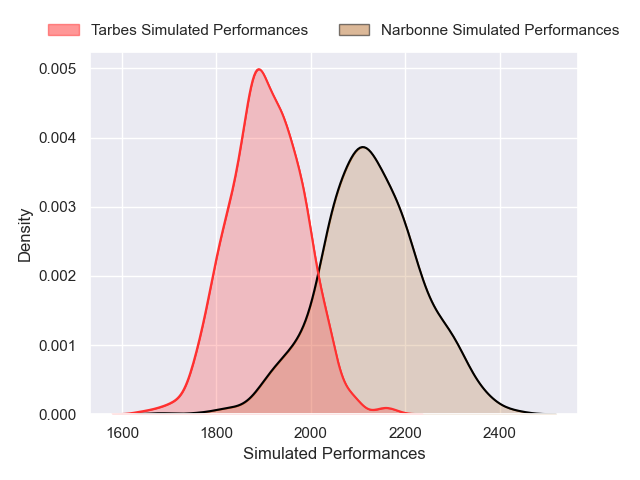 Tarbes Simulated Performances
Narbonne Simulated Performances
0.005
0.004
0.003
0.002
0.001
0.000
Density
1600
1800
2000
2200
2400
Simulated Performances